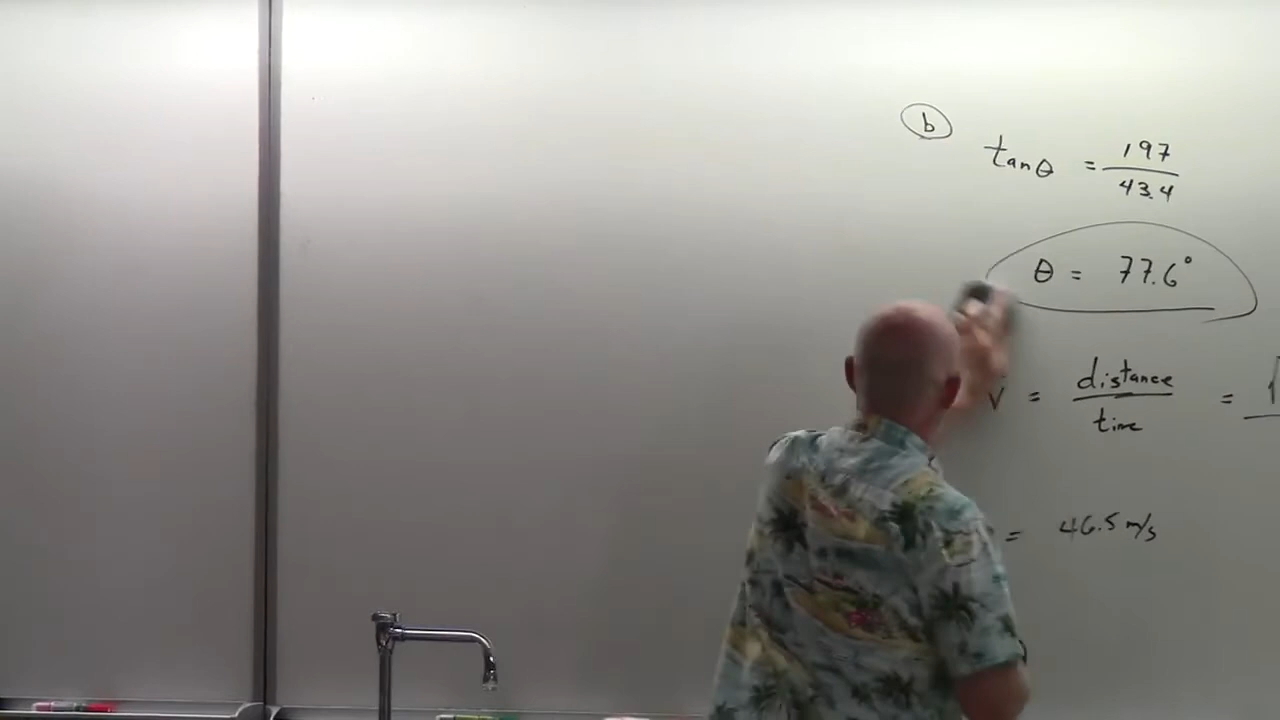 b
tanθ = 197 / 43.4
θ = 77.6°
v = distance / time =
= 46.5 m/s